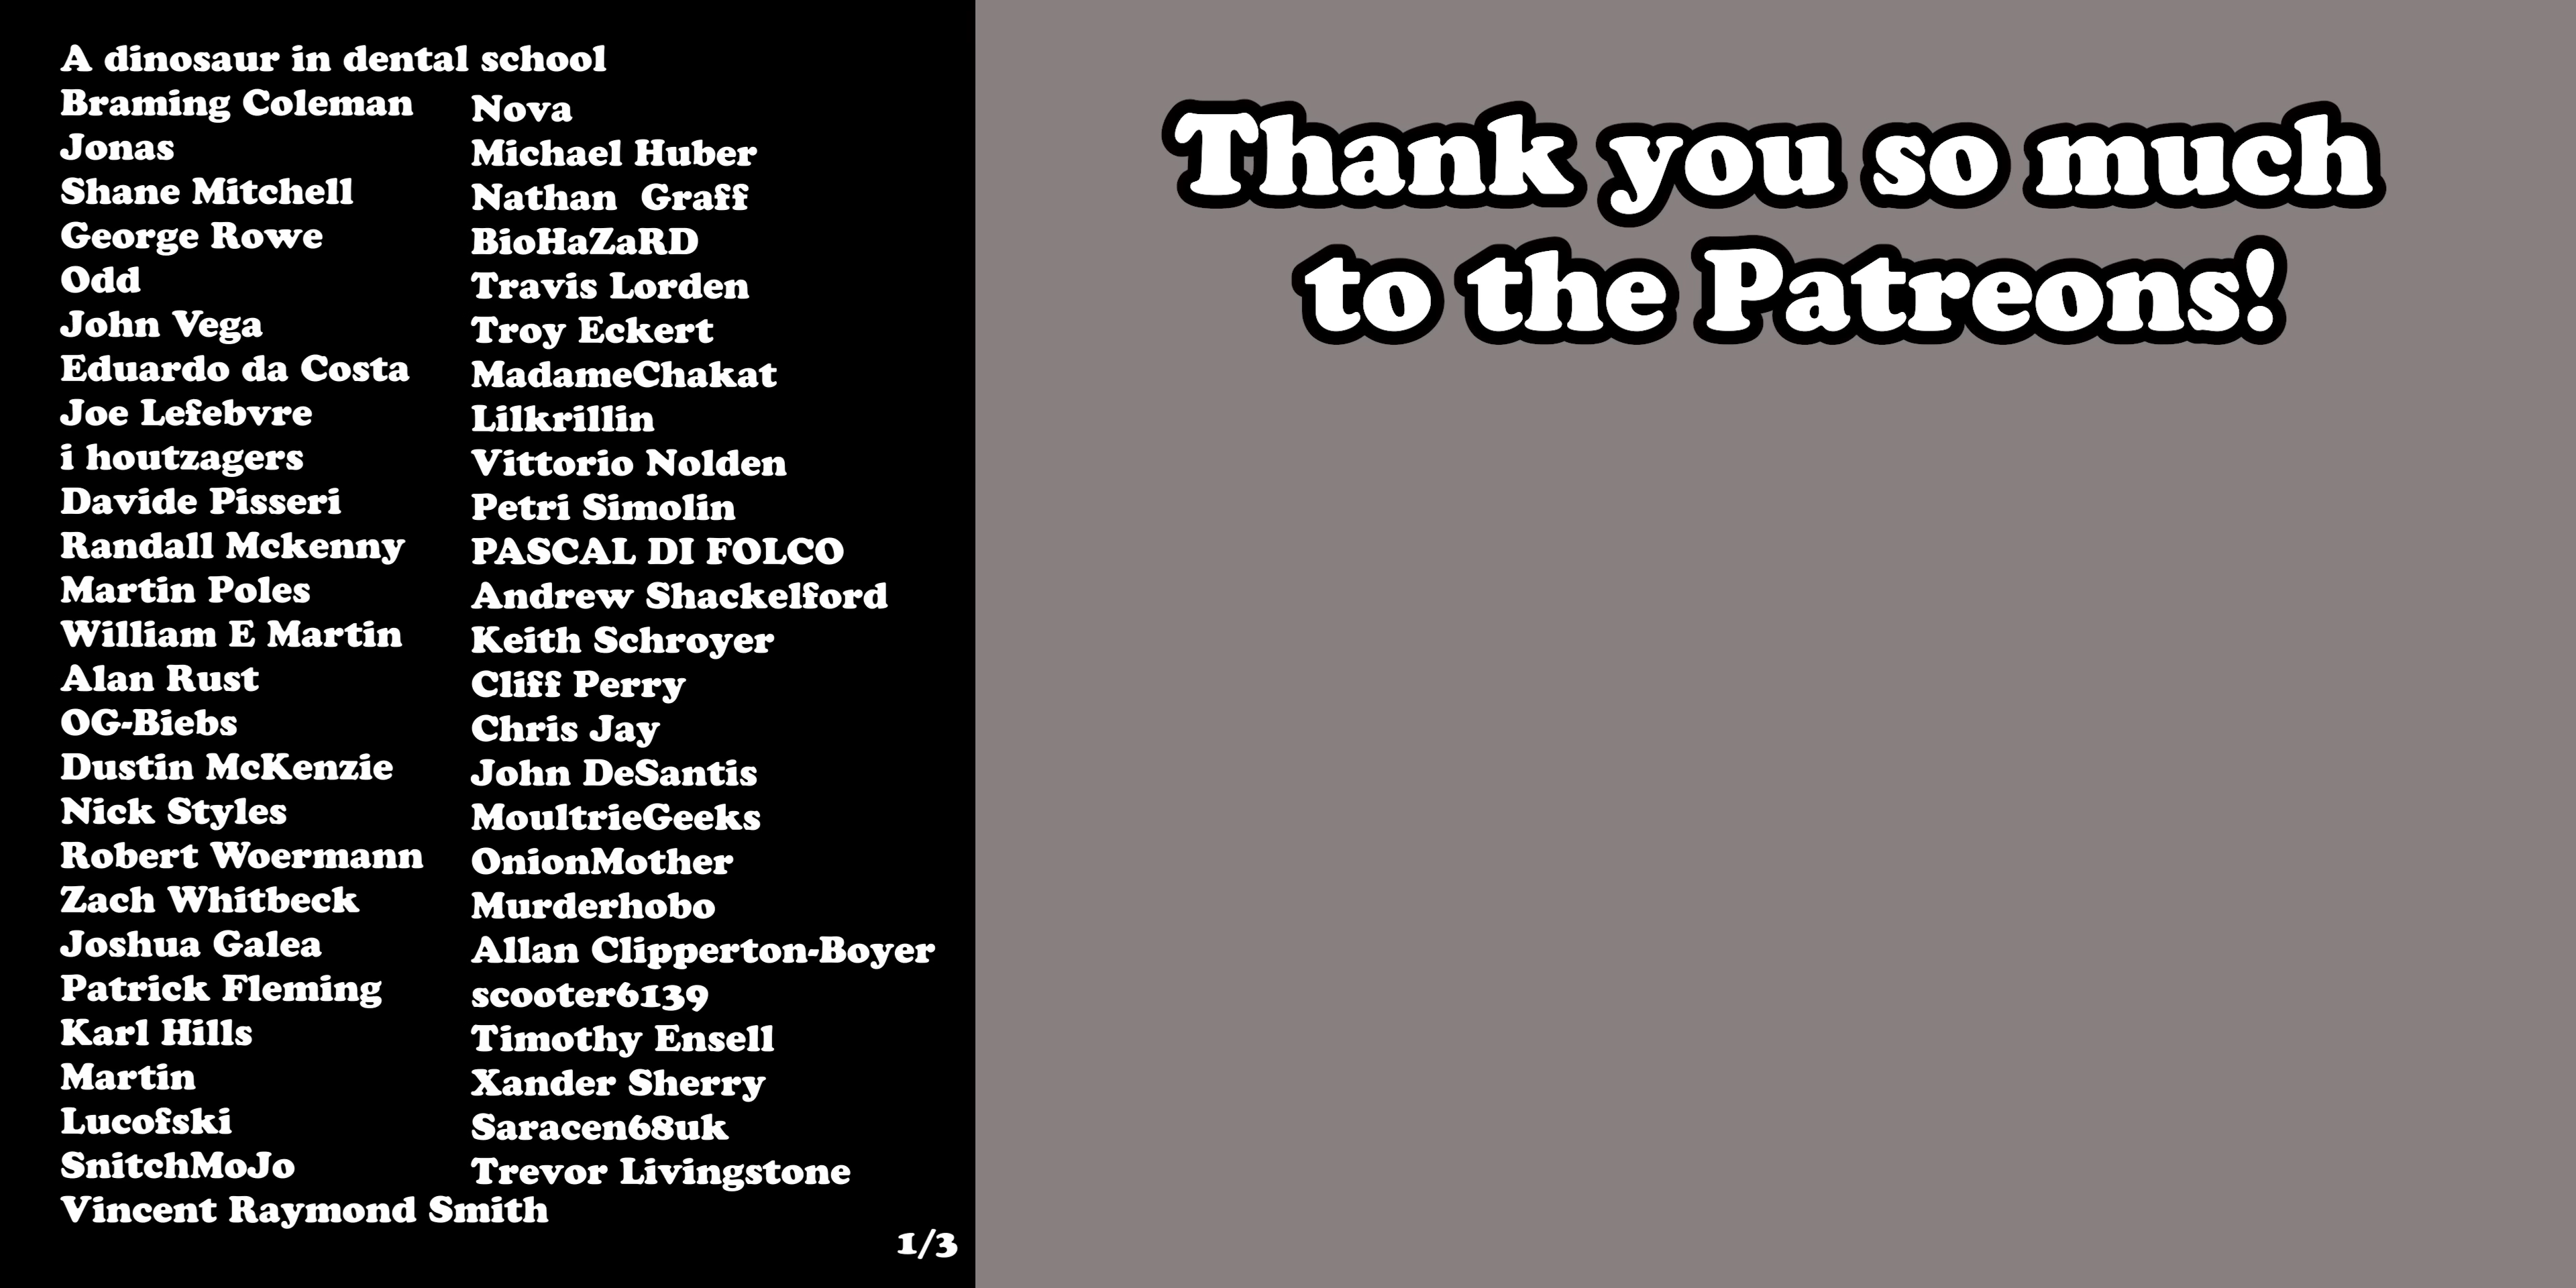 A dinosaur in dental school
Braming Coleman
Jonas
Shane Mitchell
George Rowe
Odd
John Vega
Eduardo da Costa
Joe Lefebvre
i houtzagers
Davide Pisseri
Randall Mckenny
Martin Poles
William E Martin
Alan Rust
OG-Biebs
Dustin McKenzie
Nick Styles
Robert Woermann
Zach Whitbeck
Joshua Galea
Patrick Fleming
Karl Hills
Martin
Lucofski
SnitchMoJo
Vincent Raymond Smith
Nova
Michael Huber
Nathan  Graff
BioHaZaRD
Travis Lorden
Troy Eckert
MadameChakat
Lilkrillin
Vittorio Nolden
Petri Simolin
PASCAL DI FOLCO
Andrew Shackelford
Keith Schroyer
Cliff Perry
Chris Jay
John DeSantis
MoultrieGeeks
OnionMother
Murderhobo
Allan Clipperton-Boyer
scooter6139
Timothy Ensell
Xander Sherry
Saracen68uk
Trevor Livingstone
1/3
Thank you so much
to the Patreons!